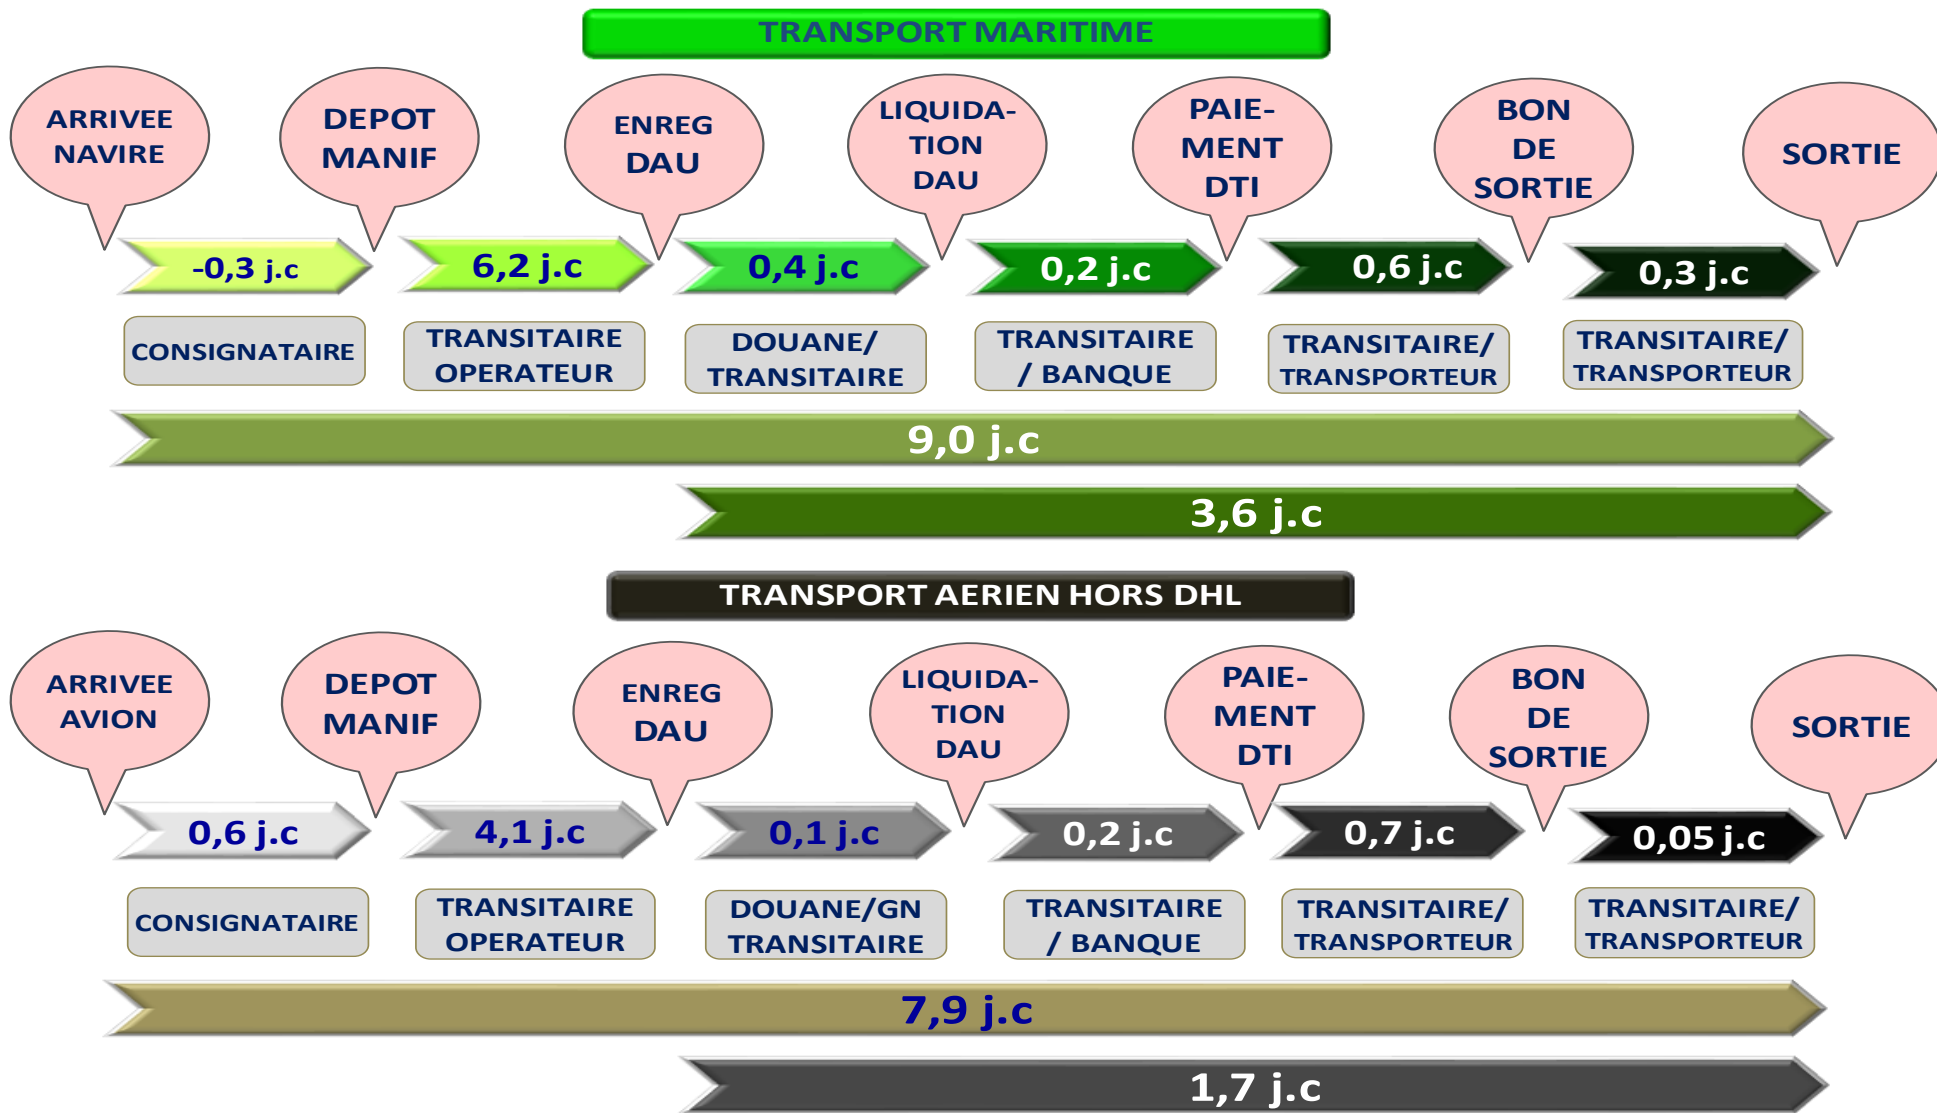 TRANSPORT MARITIME
ARRIVEE
NAVIRE
DEPOT
MANIF
ENREG
DAU
LIQUIDA-
TION
DAU
PAIE-
MENT
DTI
BON
DE
SORTIE
SORTIE
-0,3 j.c
6,2 j.c
0,4 j.c
0,2 j.c
0,6 j.c
0,3 j.c
CONSIGNATAIRE
TRANSITAIRE
OPERATEUR
DOUANE/
TRANSITAIRE
TRANSITAIRE
/ BANQUE
TRANSITAIRE/
TRANSPORTEUR
TRANSITAIRE/
TRANSPORTEUR
9,0 j.c
3,6 j.c
TRANSPORT AERIEN HORS DHL
ARRIVEE
AVION
DEPOT
MANIF
ENREG
DAU
LIQUIDA-
TION
DAU
PAIE-
MENT
DTI
BON
DE
SORTIE
SORTIE
0,6 j.c
4,1 j.c
0,1 j.c
0,2 j.c
0,7 j.c
0,05 j.c
CONSIGNATAIRE
TRANSITAIRE
OPERATEUR
DOUANE/GN
TRANSITAIRE
TRANSITAIRE
/ BANQUE
TRANSITAIRE/
TRANSPORTEUR
TRANSITAIRE/
TRANSPORTEUR
7,9 j.c
1,7 j.c